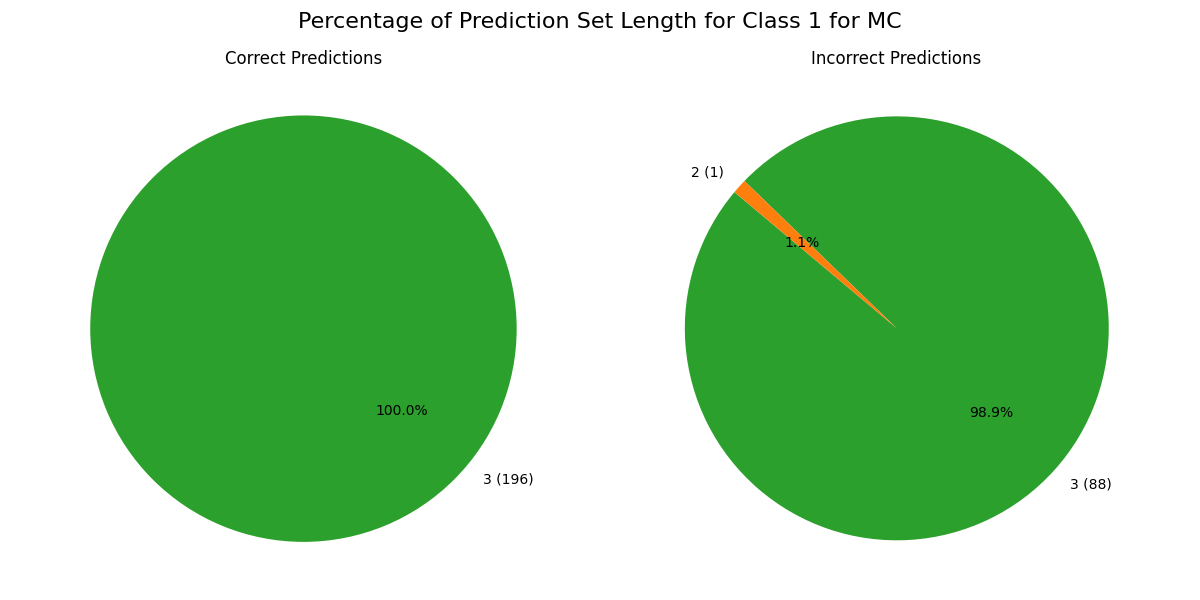 Percentage of Prediction Set Length for Class 1 for MC
Correct Predictions
100.0%
3 (196)
Incorrect Predictions
2 (1)
1.1%
98.9%
3 (88)